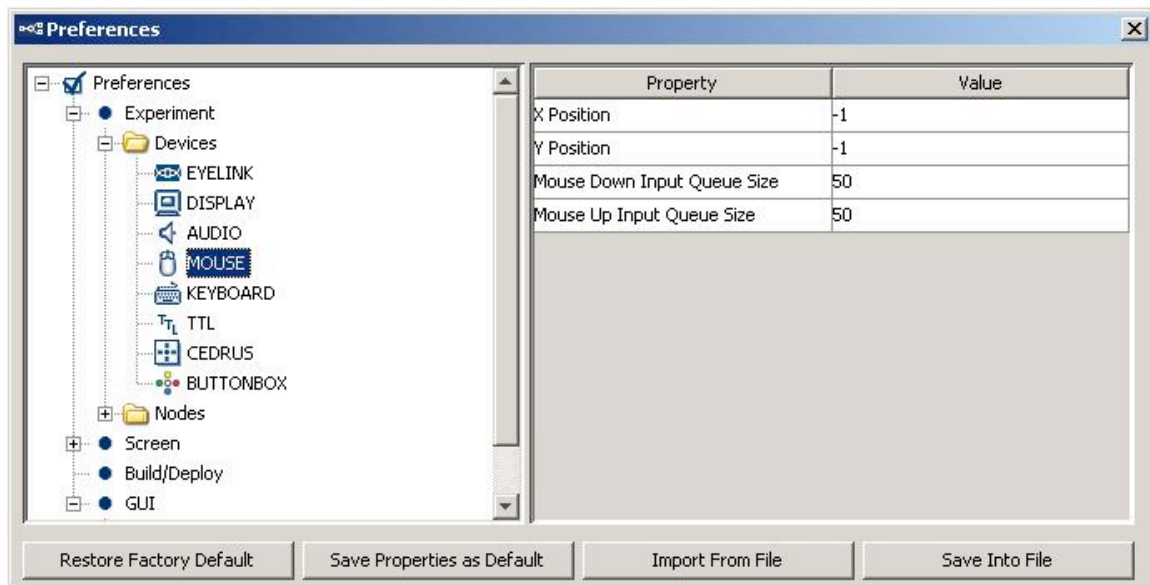 Preferences
Preferences
Experiment
Devices
EYELINK
DISPLAY
AUDIO
MOUSE
KEYBOARD
TTL TTL
CEDRUS
BUTTONBOX
Nodes
Screen
Build/Deploy
GUI
Property Value
X Position -1
Y Position -1
Mouse Down Input Queue Size 50
Mouse Up Input Queue Size 50
Restore Factory Default Save Properties as Default Import From File Save Into File